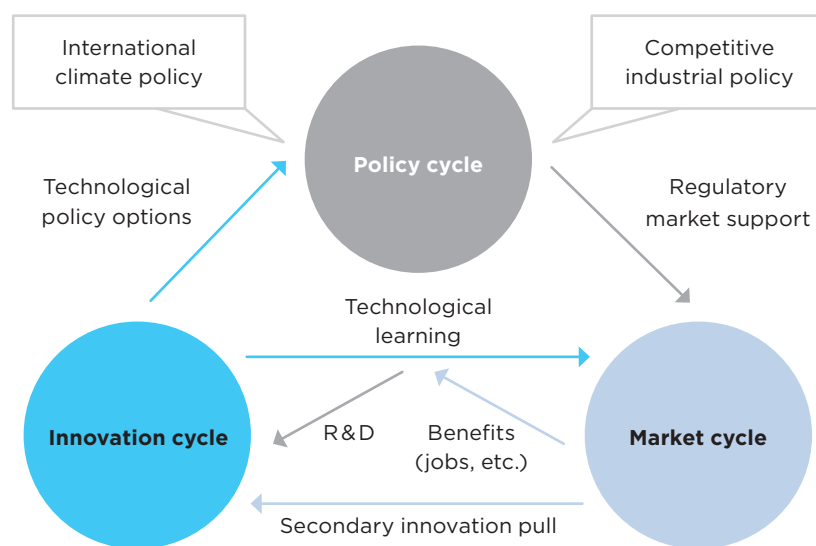 International
climate policy
Competitive
industrial policy
Policy cycle
Technological
policy options
Regulatory
market support
Technological
learning
Innovation cycle
R&D
Benefits
(jobs, etc.)
Market cycle
Secondary innovation pull